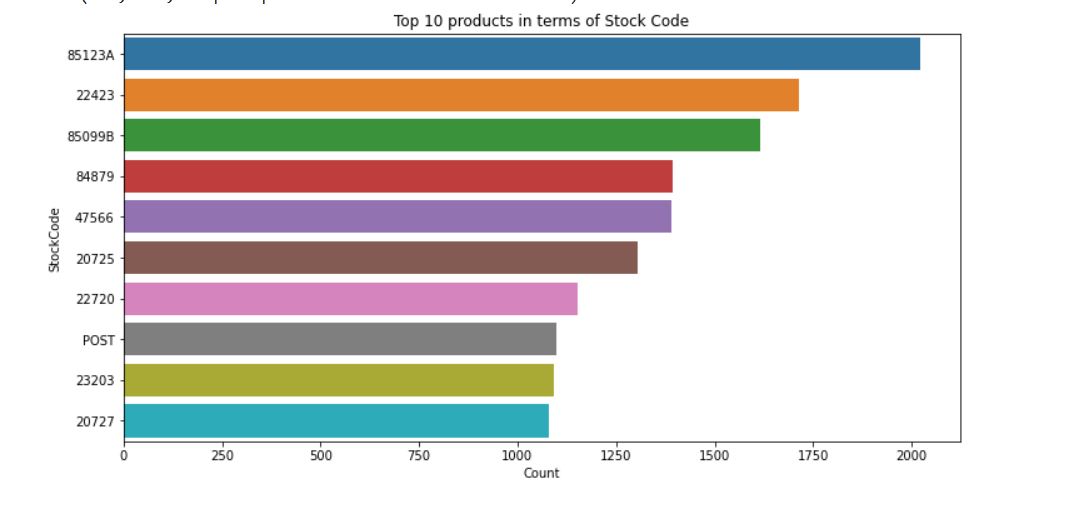 Top 10 products in terms of Stock Code
85123A
22423
85099B
84879
47566
20725
22720
POST
23203
20727
StockCode
0 250 500 750 1000 1250 1500 1750 2000
Count